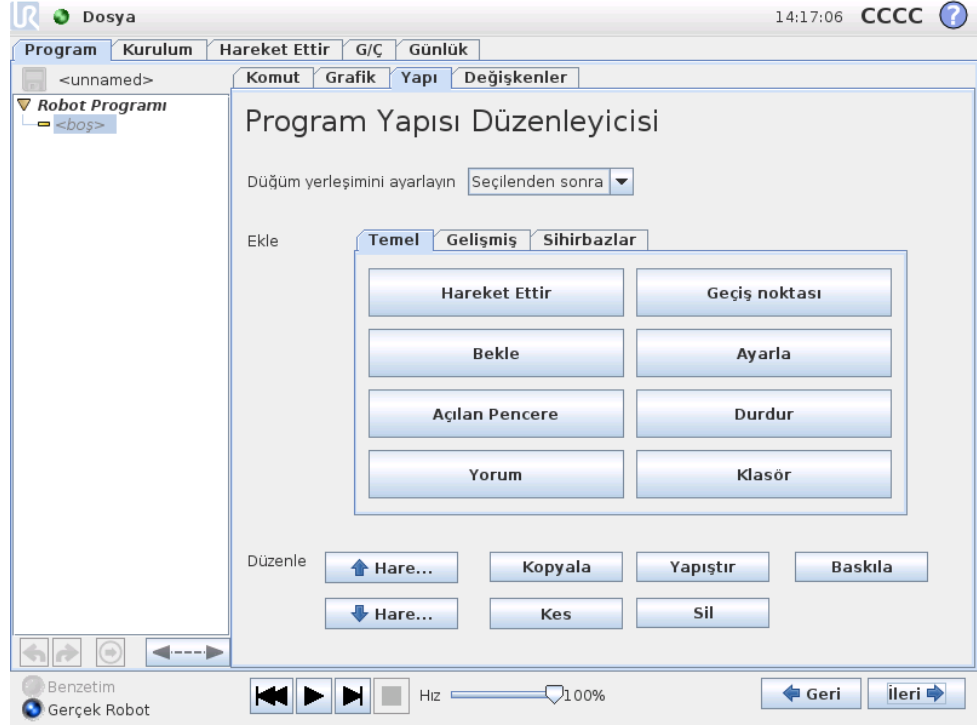 UR Dosya 14:17:06 CCCC ?
Program Kurulum Hareket Ettir G/Ç Günlük
<unnamed>
Komut Grafik Yapı Değişkenler
Robot Programı
<boş>
Program Yapısı Düzenleyicisi
Düğüm yerleşimini ayarlayın Seçilenden sonra
Ekle
Temel Gelişmiş Sihirbazlar
Hareket Ettir Geçiş noktası
Bekle Ayarla
Açılan Pencere Durdur
Yorum Klasör
Düzenle Hare... Kopyala Yapıştır Baskıla
Hare... Kes Sil
Benzetim
Gerçek Robot
Hız 100%
Geri İleri